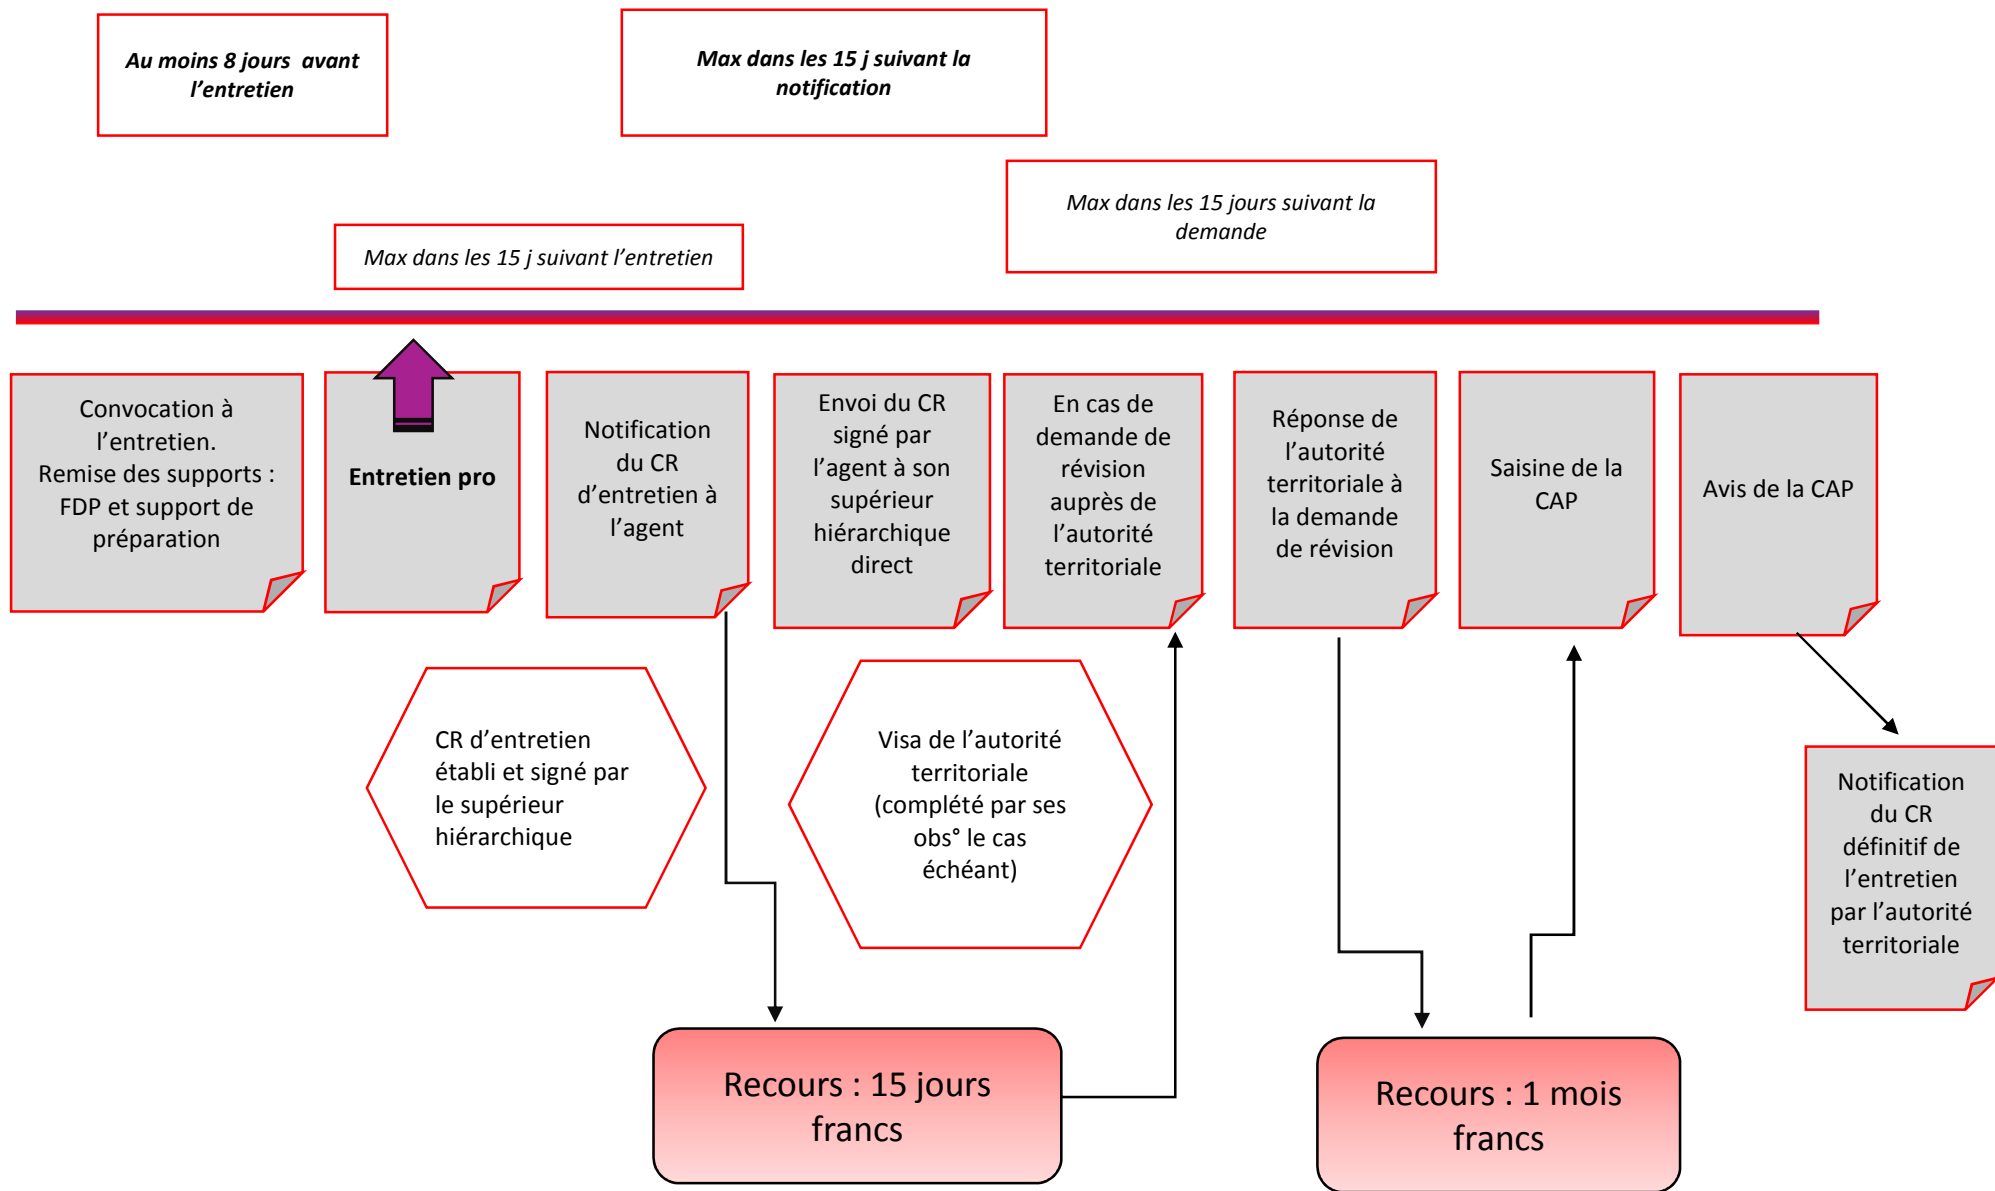 Au moins 8 jours  avant
l’entretien
Max dans les 15 j suivant la
notification
Max dans les 15 jours suivant la
demande
Max dans les 15 j suivant l’entretien
Convocation à
l’entretien.
Remise des supports :
FDP et support de
préparation
Entretien pro
Notification
du CR
d’entretien à
l’agent
Envoi du CR
signé par
l’agent à son
supérieur
hiérarchique
direct
En cas de
demande de
révision
auprès de
l’autorité
territoriale
Réponse de
l’autorité
territoriale à
la demande
de révision
Saisine de la
CAP
Avis de la CAP
CR d’entretien
établi et signé par
le supérieur
hiérarchique
Visa de l’autorité
territoriale
(complété par ses
obs° le cas
échéant)
Notification
du CR
définitif de
l’entretien
par l’autorité
territoriale
Recours : 15 jours
francs
Recours : 1 mois
francs